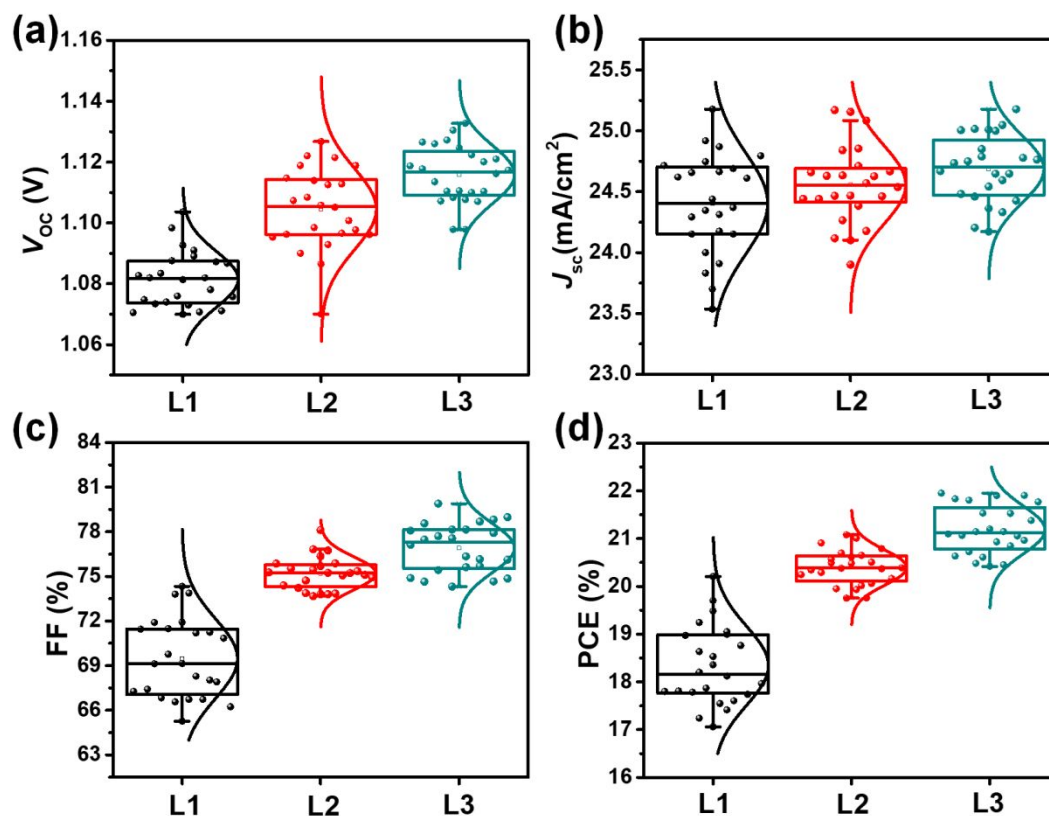 (a)
1.16
1.14
1.12
1.10
1.08
1.06
V_OC (V)
L1 L2 L3
(b)
25.5
25.0
24.5
24.0
23.5
23.0
J_sc (mA/cm²)
L1 L2 L3
(c)
84
81
78
75
72
69
66
63
FF (%)
L1 L2 L3
(d)
23
22
21
20
19
18
17
16
PCE (%)
L1 L2 L3